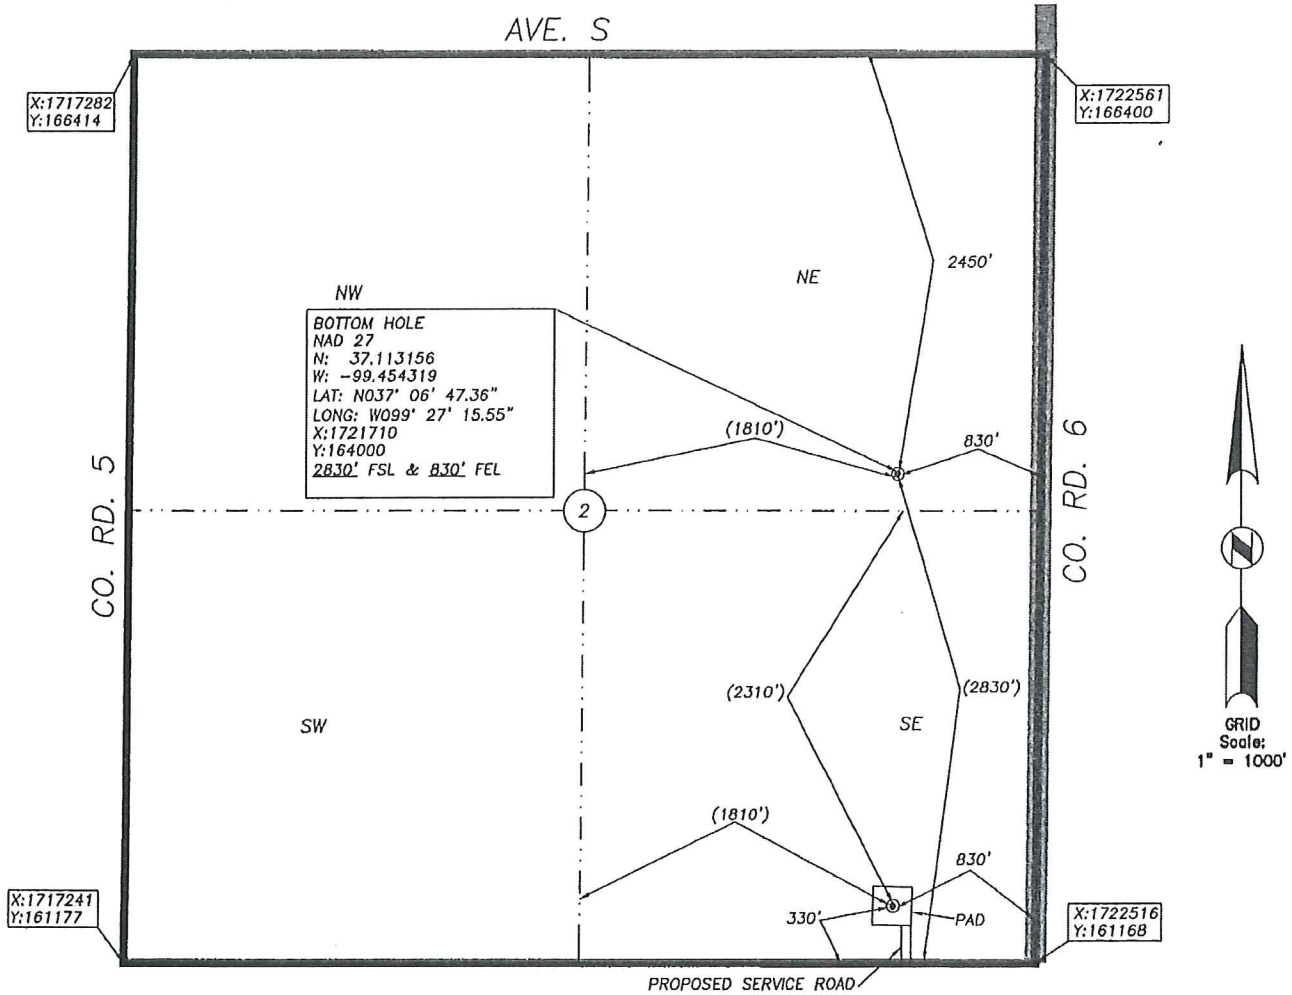 AVE. S
X:1717282
Y:166414
X:1722561
Y:166400
2450'
NE
NW
BOTTOM HOLE
NAD 27
N: 37.113156
W: -99.454319
LAT: N037' 06' 47.36"
LONG: W099' 27' 15.55"
X:1721710
Y:164000
2830' FSL & 830' FEL
(1810')
830'
CO. RD. 5
CO. RD. 6
2
N
(2310')
(2830')
SW
SE
GRID
Scale:
1" = 1000'
(1810')
830'
330'
PAD
X:1717241
Y:161177
X:1722516
Y:161168
PROPOSED SERVICE ROAD